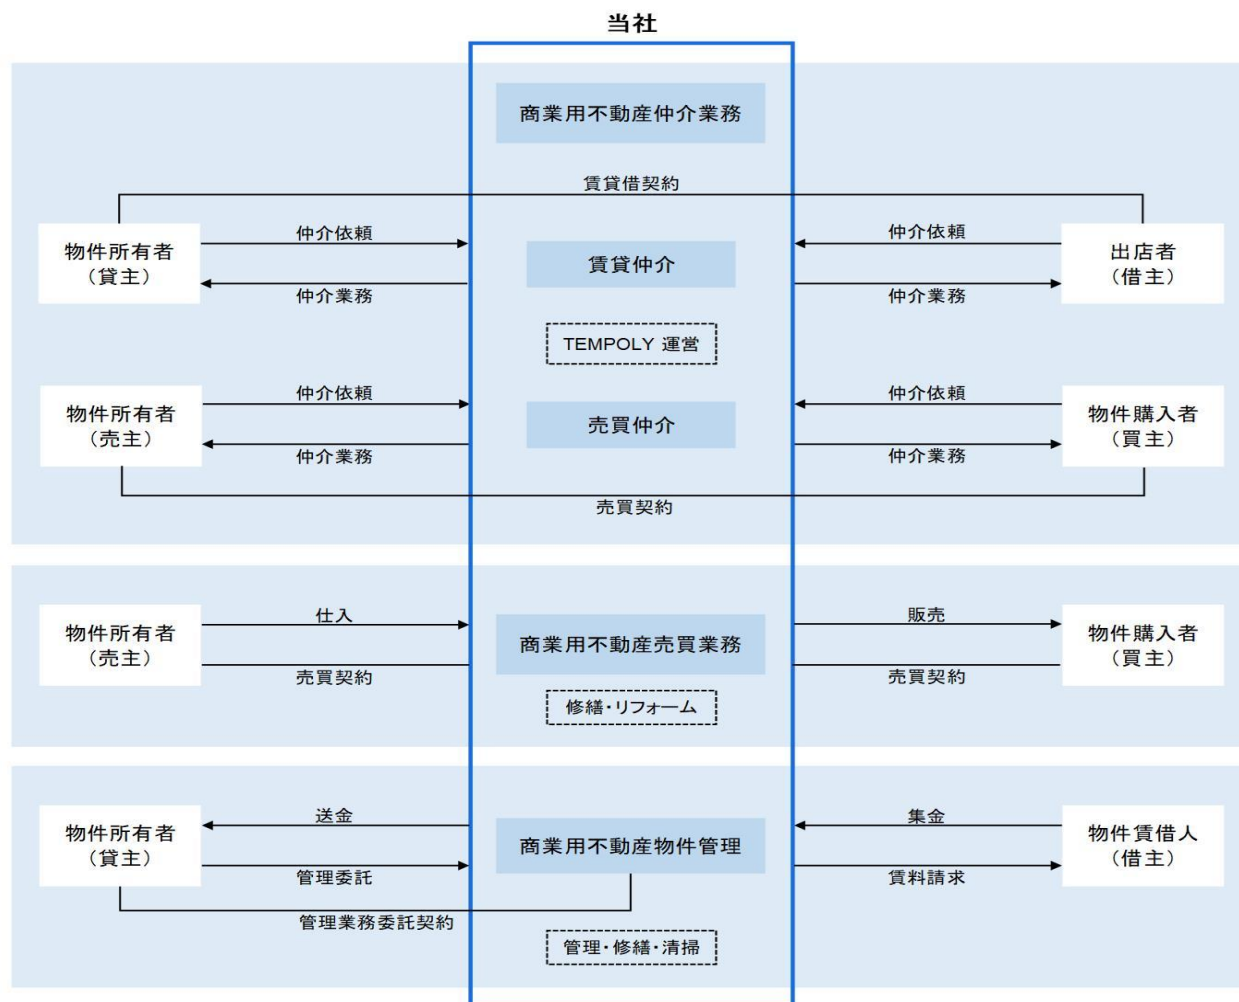 当社
商業用不動産仲介業務
賃貸借契約
物件所有者
（貸主）
仲介依頼
仲介業務
賃貸仲介
仲介依頼
仲介業務
出店者
（借主）
TEMPOLY 運営
物件所有者
（売主）
仲介依頼
仲介業務
売買仲介
仲介依頼
仲介業務
物件購入者
（買主）
売買契約
物件所有者
（売主）
仕入
売買契約
商業用不動産売買業務
修繕・リフォーム
販売
売買契約
物件購入者
（買主）
物件所有者
（貸主）
送金
管理委託
管理業務委託契約
商業用不動産物件管理
管理・修繕・清掃
集金
賃料請求
物件賃借人
（借主）